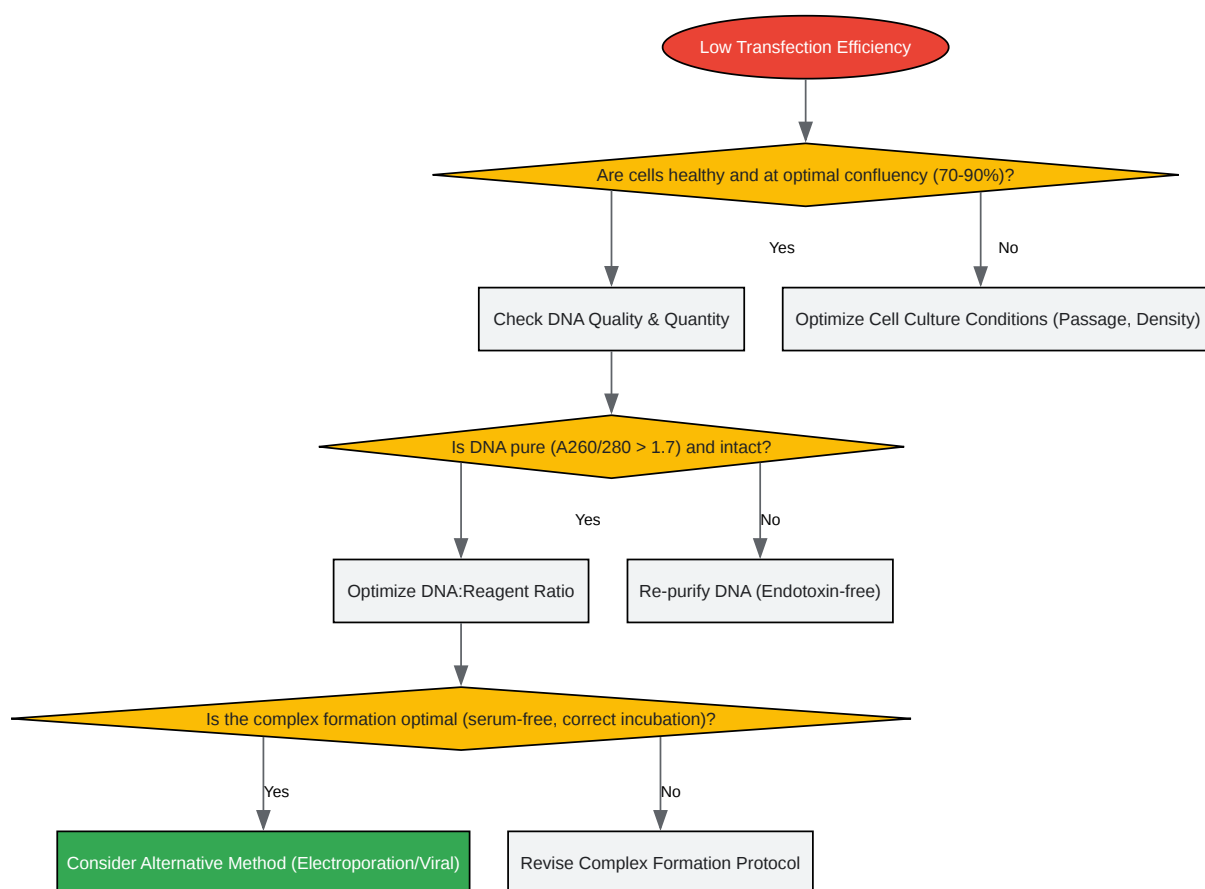 Low Transfection Efficiency
Are cells healthy and at optimal confluency (70-90%)?
Yes
No
Check DNA Quality & Quantity
Optimize Cell Culture Conditions (Passage, Density)
Is DNA pure (A260/280 > 1.7) and intact?
Yes
No
Optimize DNA:Reagent Ratio
Re-purify DNA (Endotoxin-free)
Is the complex formation optimal (serum-free, correct incubation)?
Yes
No
Consider Alternative Method (Electroporation/Viral)
Revise Complex Formation Protocol